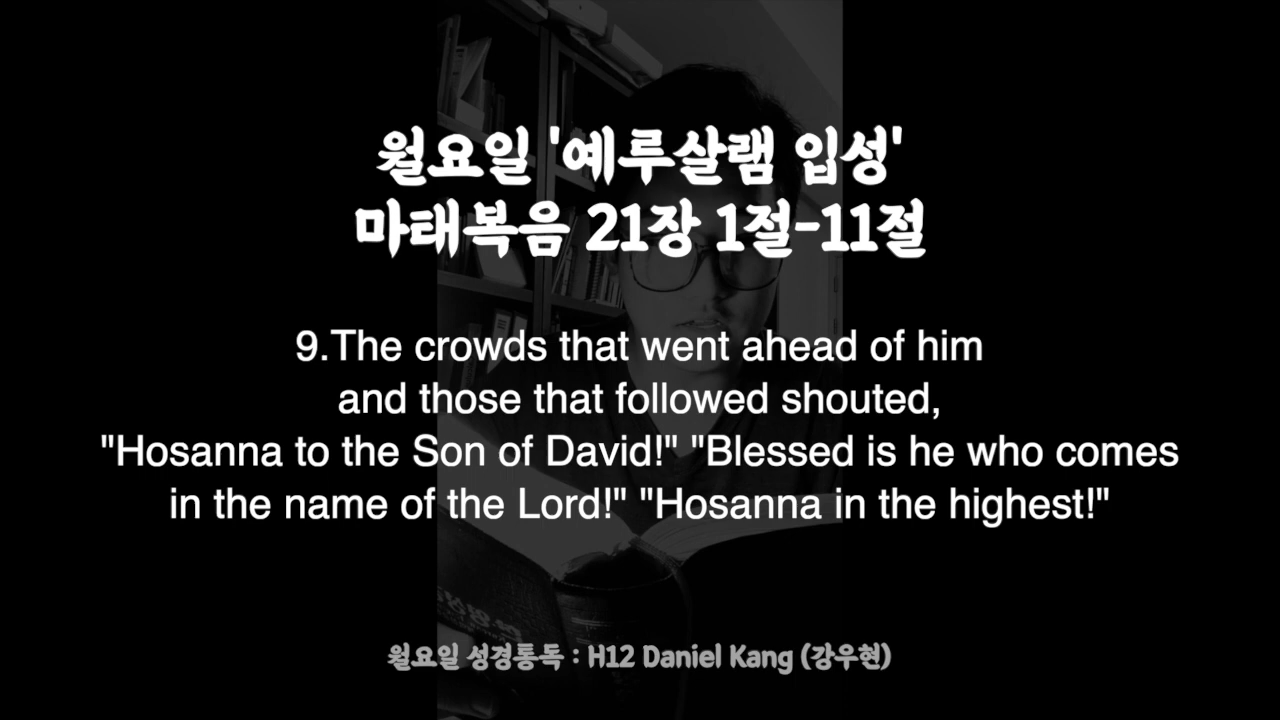 월요일 '예루살램 입성'
마태복음 21장 1절-11절
9.The crowds that went ahead of him
and those that followed shouted,
"Hosanna to the Son of David!" "Blessed is he who comes
in the name of the Lord!" "Hosanna in the highest!"
월요일 성경통독 : H12 Daniel Kang (강우현)